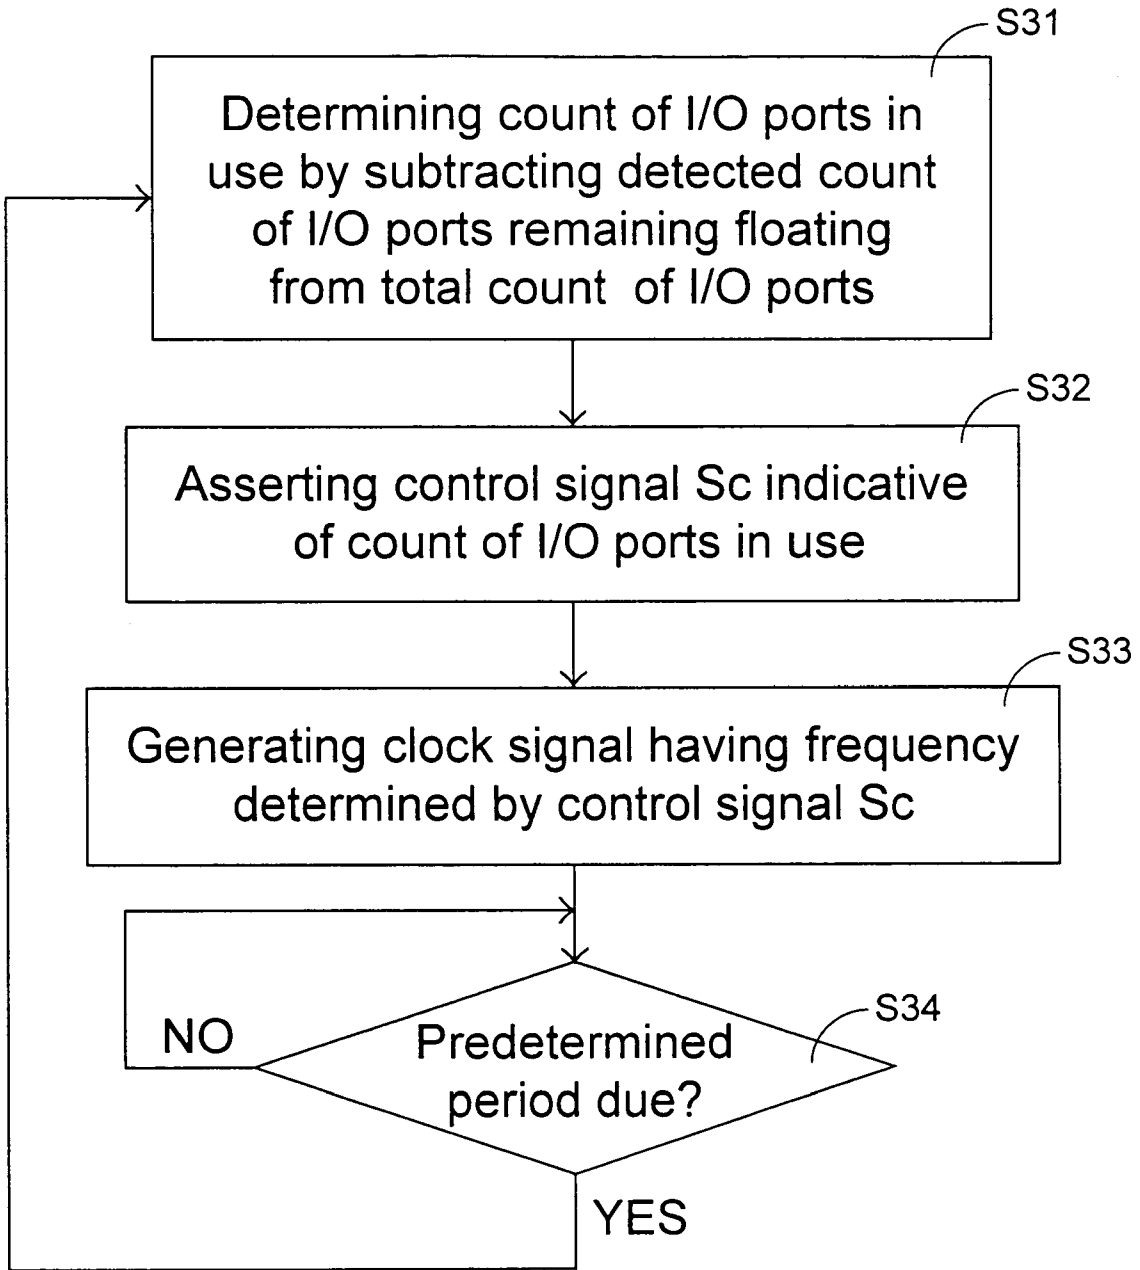 S31
Determining count of I/O ports in
use by subtracting detected count
of I/O ports remaining floating
from total count of I/O ports
S32
Asserting control signal Sc indicative
of count of I/O ports in use
S33
Generating clock signal having frequency
determined by control signal Sc
S34
NO
Predetermined
period due?
YES